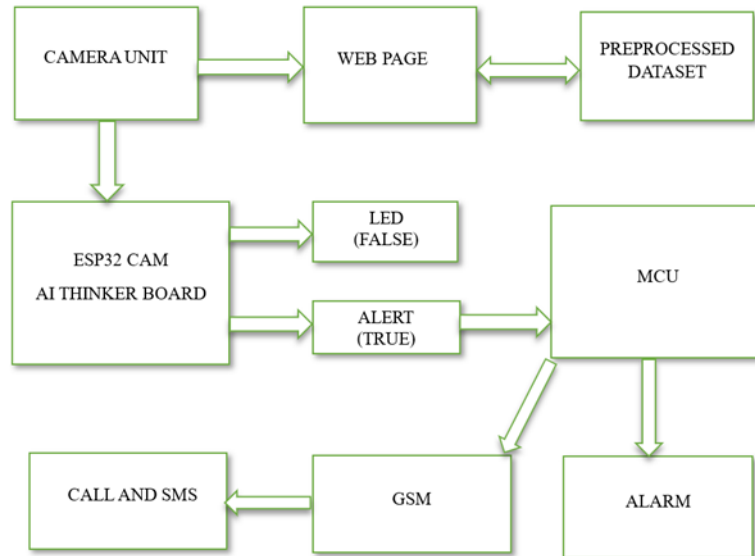 CAMERA UNIT
WEB PAGE
PREPROCESSED
DATASET
ESP32 CAM
AI THINKER BOARD
LED
(FALSE)
ALERT
(TRUE)
MCU
CALL AND SMS
GSM
ALARM